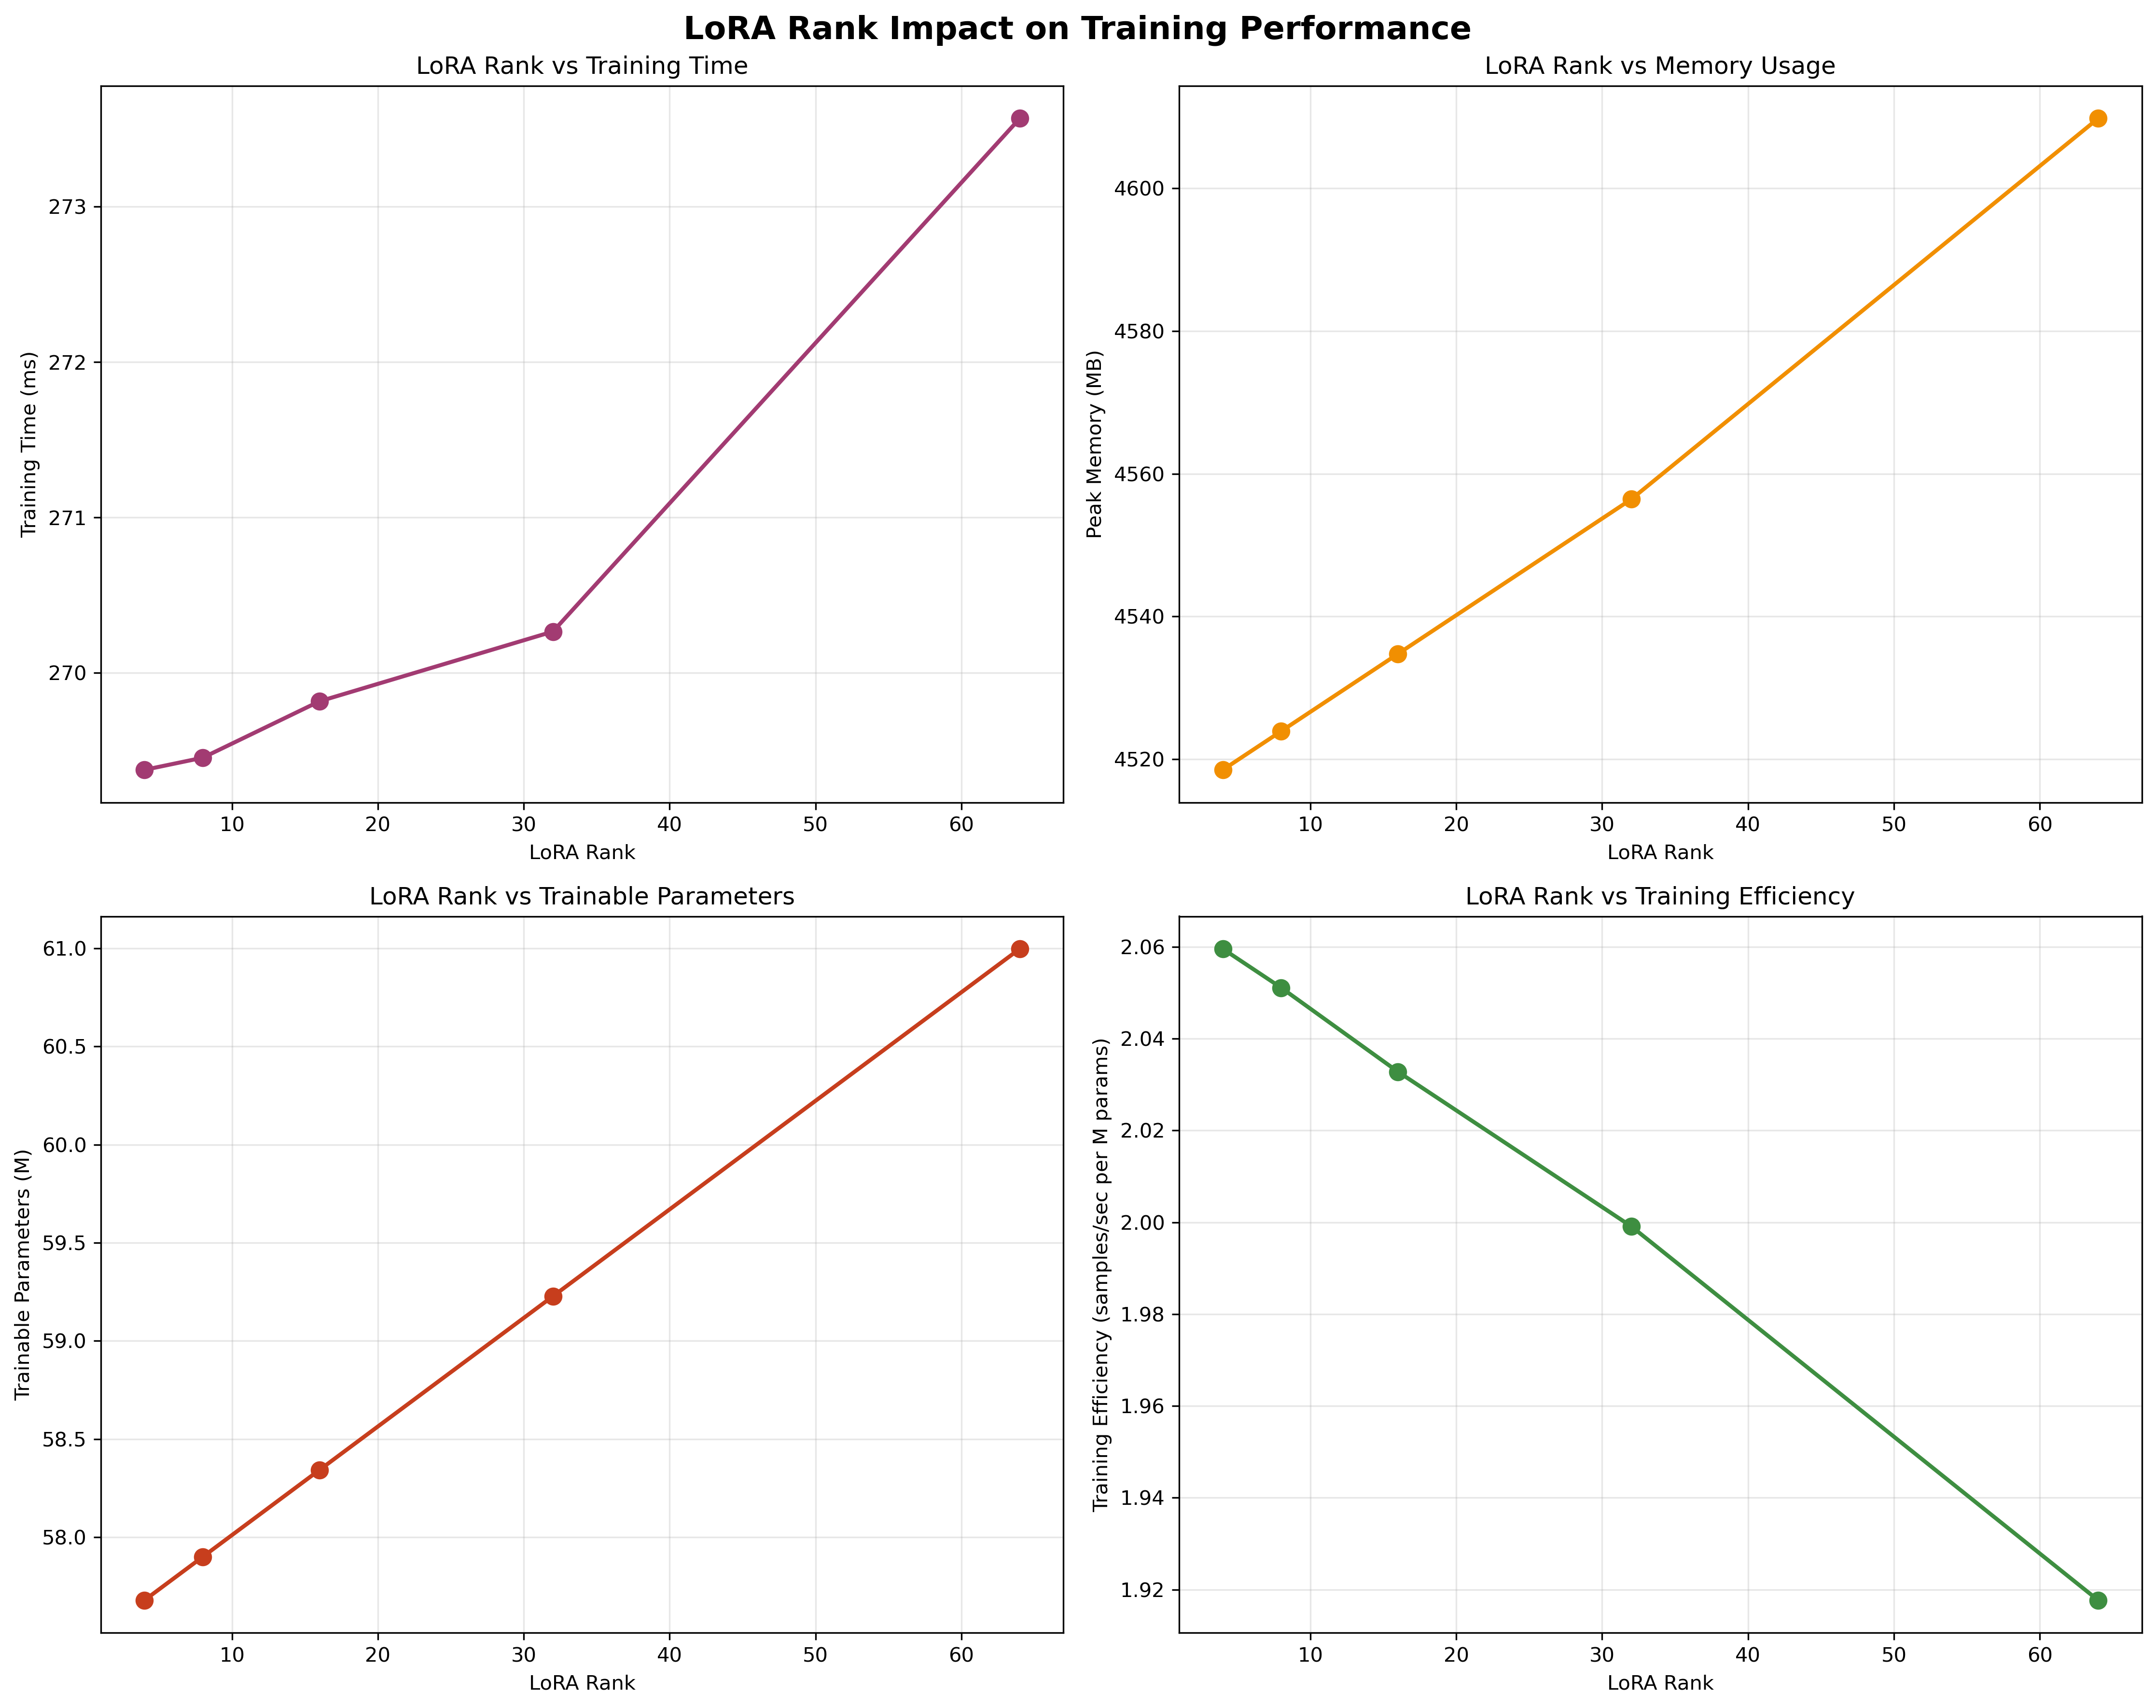 LoRA Rank Impact on Training Performance
LoRA Rank vs Training Time
Training Time (ms)
273
272
271
270
10 20 30 40 50 60
LoRA Rank
LoRA Rank vs Memory Usage
Peak Memory (MB)
4600
4580
4560
4540
4520
10 20 30 40 50 60
LoRA Rank
LoRA Rank vs Trainable Parameters
Trainable Parameters (M)
61.0
60.5
60.0
59.5
59.0
58.5
58.0
10 20 30 40 50 60
LoRA Rank
LoRA Rank vs Training Efficiency
Training Efficiency (samples/sec per M params)
2.06
2.04
2.02
2.00
1.98
1.96
1.94
1.92
10 20 30 40 50 60
LoRA Rank